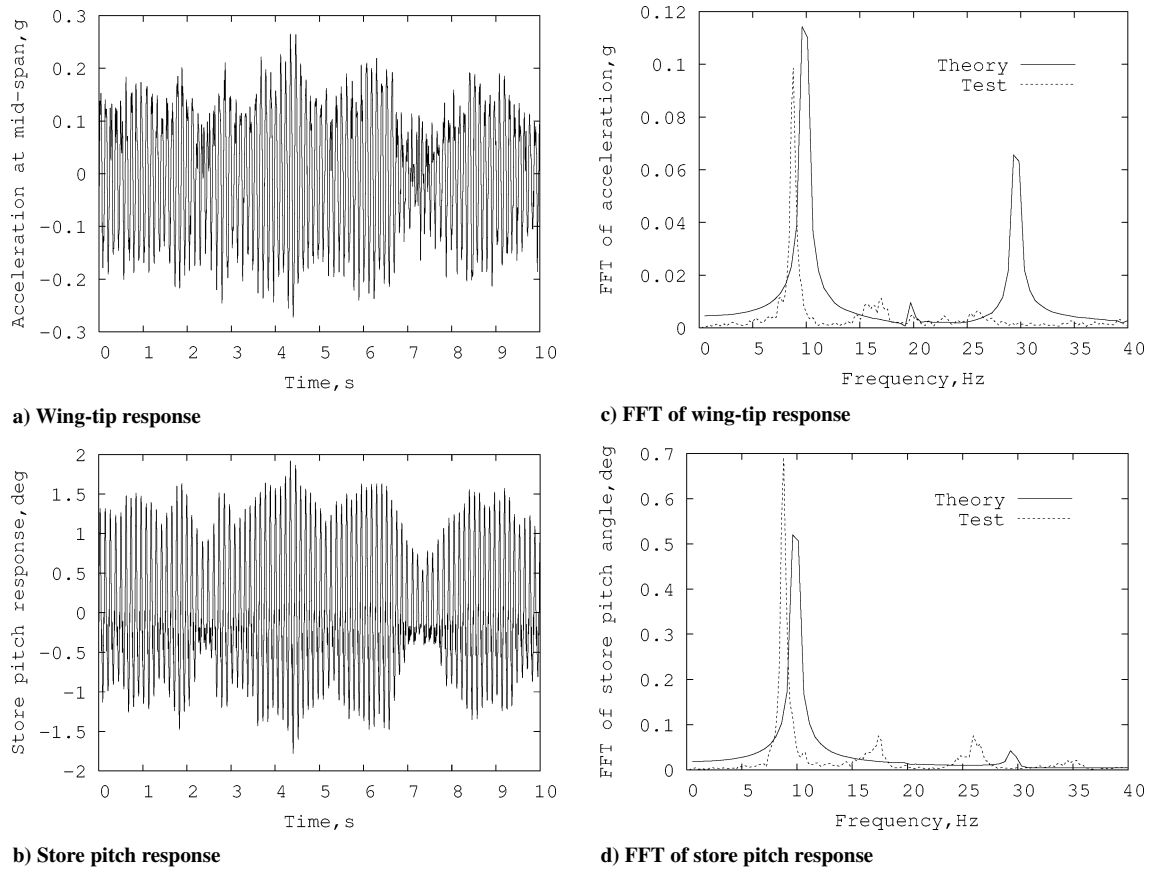 Acceleration at mid-span,g
0.3
0.2
0.1
0
-0.1
-0.2
-0.3
0 1 2 3 4 5 6 7 8 9 10
Time,s
a) Wing-tip response
FFT of acceleration,g
0.12
0.1
0.08
0.06
0.04
0.02
0
Theory
Test
0 5 10 15 20 25 30 35 40
Frequency,Hz
c) FFT of wing-tip response
Store pitch response,deg
2
1.5
1
0.5
0
-0.5
-1
-1.5
-2
0 1 2 3 4 5 6 7 8 9 10
Time,s
b) Store pitch response
FFT of store pitch angle,deg
0.7
0.6
0.5
0.4
0.3
0.2
0.1
0
Theory
Test
0 5 10 15 20 25 30 35 40
Frequency,Hz
d) FFT of store pitch response